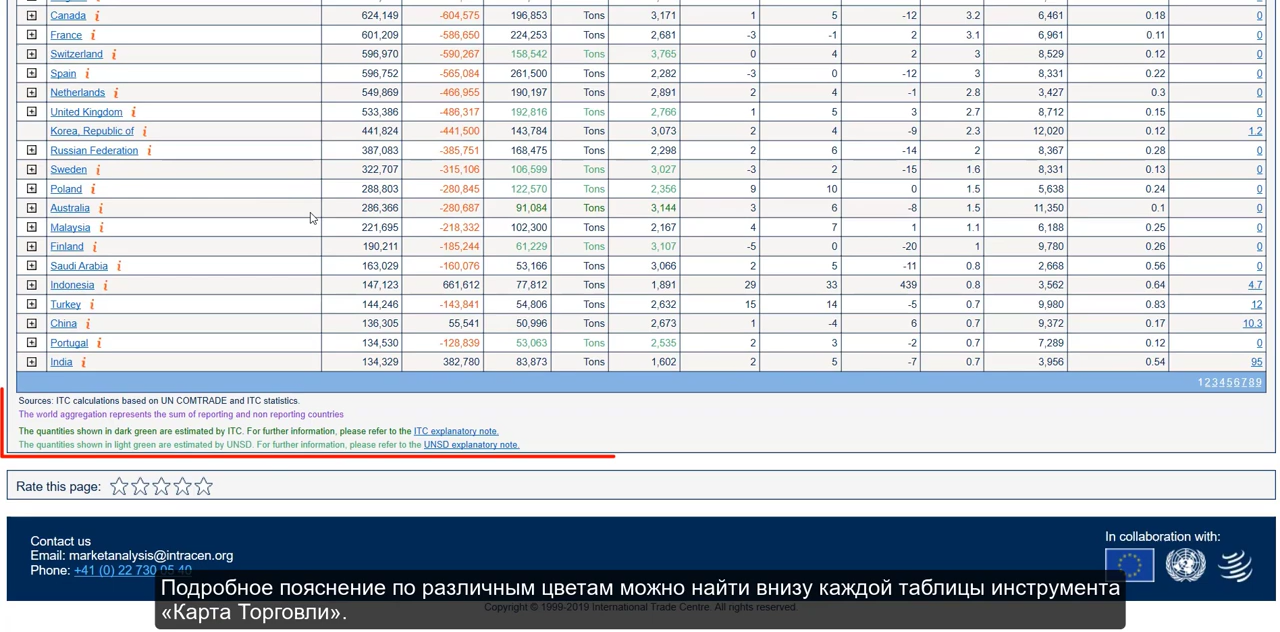 Canada i 624,149 -604,575 196,853 Tons 3,171 1 5 -12 3.2 6,461 0.18 0
France i 601,209 -586,650 224,253 Tons 2,681 -3 -1 2 3.1 6,961 0.11 0
Switzerland i 596,970 -590,267 158,542 Tons 3,765 0 4 2 3 8,529 0.12 0
Spain i 596,752 -565,084 261,500 Tons 2,282 -3 0 -12 3 8,331 0.22 0
Netherlands i 549,869 -466,955 190,197 Tons 2,891 2 4 -1 2.8 3,427 0.3 0
United Kingdom i 533,386 -486,317 192,816 Tons 2,766 1 5 3 2.7 8,712 0.15 0
Korea, Republic of i 441,824 -441,500 143,784 Tons 3,073 2 4 -9 2.3 12,020 0.12 1.2
Russian Federation i 387,083 -385,751 168,475 Tons 2,298 2 6 -14 2 8,367 0.28 0
Sweden i 322,707 -315,106 106,599 Tons 3,027 -3 2 -15 1.6 8,331 0.13 0
Poland i 288,803 -280,845 122,570 Tons 2,356 9 10 0 1.5 5,638 0.24 0
Australia i 286,366 -280,687 91,084 Tons 3,144 3 6 -8 1.5 11,350 0.1 0
Malaysia i 221,695 -218,332 102,300 Tons 2,167 4 7 1 1.1 6,188 0.25 0
Finland i 190,211 -185,244 61,229 Tons 3,107 -5 0 -20 1 9,780 0.26 0
Saudi Arabia i 163,029 -160,076 53,166 Tons 3,066 2 5 -11 0.8 2,668 0.56 0
Indonesia i 147,123 661,612 77,812 Tons 1,891 29 33 439 0.8 3,562 0.64 4.7
Turkey i 144,246 -143,841 54,806 Tons 2,632 15 14 -5 0.7 9,980 0.83 12
China i 136,305 55,541 50,996 Tons 2,673 1 -4 6 0.7 9,372 0.17 10.3
Portugal i 134,530 -128,839 53,063 Tons 2,535 2 3 -2 0.7 7,289 0.12 0
India i 134,329 382,780 83,873 Tons 1,602 2 5 -7 0.7 3,956 0.54 95
1 2 3 4 5 6 7 8 9
Sources: ITC calculations based on UN COMTRADE and ITC statistics.
The world aggregation represents the sum of reporting and non reporting countries
The quantities shown in dark green are estimated by ITC. For further information, please refer to the ITC explanatory note.
The quantities shown in light green are estimated by UNSD. For further information, please refer to the UNSD explanatory note.
Rate this page:
Contact us
In collaboration with:
Email: marketanalysis@intracen.org
Phone: +41 (0) 22 730 05 40
Подробное пояснение по различным цветам можно найти внизу каждой таблицы инструмента
«Карта Торговли».
Copyright © 1999-2019 International Trade Centre. All rights reserved.